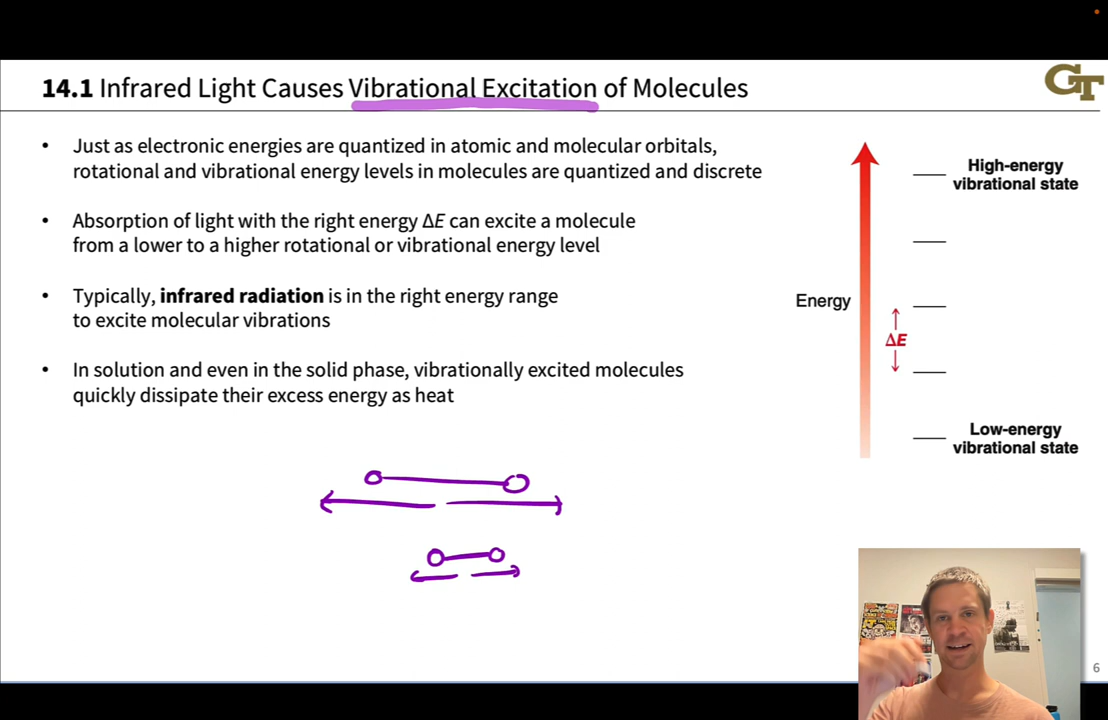 14.1 Infrared Light Causes Vibrational Excitation of Molecules
GT
• Just as electronic energies are quantized in atomic and molecular orbitals,
rotational and vibrational energy levels in molecules are quantized and discrete
• Absorption of light with the right energy ΔE can excite a molecule
from a lower to a higher rotational or vibrational energy level
• Typically, infrared radiation is in the right energy range
to excite molecular vibrations
• In solution and even in the solid phase, vibrationally excited molecules
quickly dissipate their excess energy as heat
High-energy
vibrational state
Energy
ΔE
Low-energy
vibrational state
6